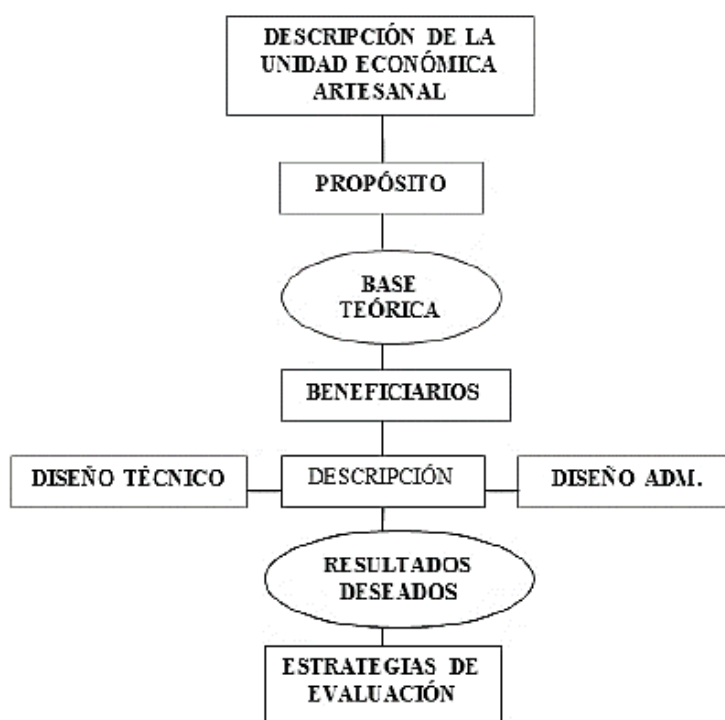 DESCRIPCIÓN DE LA
UNIDAD ECONÓMICA
ARTESANAL
PROPÓSITO
BASE
TEÓRICA
BENEFICIARIOS
DISEÑO TÉCNICO
DESCRIPCIÓN
DISEÑO ADM.
RESULTADOS
DESEADOS
ESTRATEGIAS DE
EVALUACIÓN